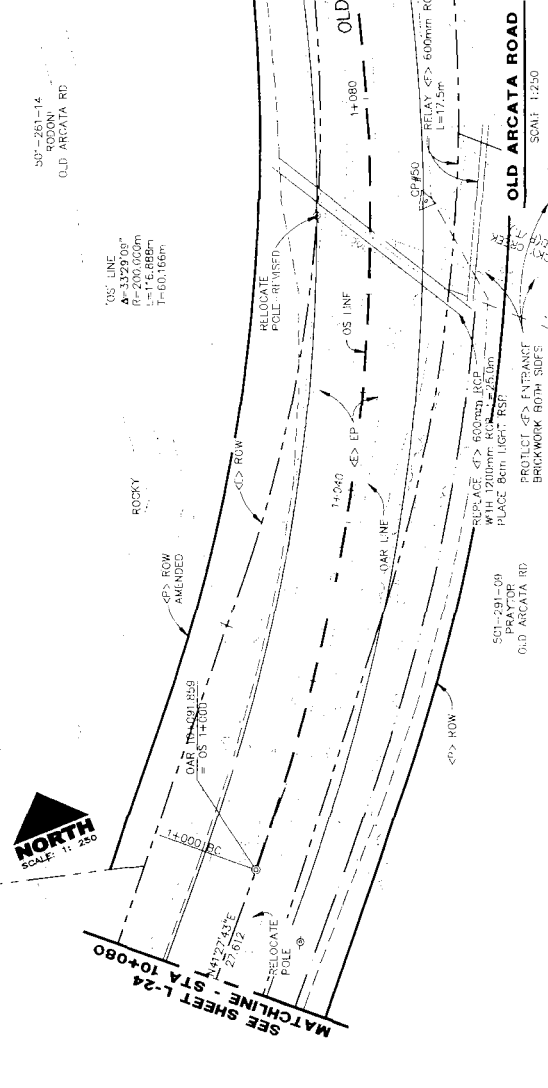 501-261-14
RODONI
OLD ARCATA RD
"OS" LINE
Δ=33°29'09"
R=200.000m
L=116.888m
T=60.166m
OLD
1+080
RELAY <E> 600mm RC
L=17.5m
OLD ARCATA ROAD
SCALE 1:250
CP#50
RELOCATE
POLE-REVISED
OS LINE
<E> EP
1+040
OAR LINE
<E> ROW
ROCKY
<P> ROW
AMENDED
CREEK
REPLACE <E> 600mm RCP
WITH 1200mm RCP L=26.0m
PLACE 8cm LIGHT RSP
PROTECT <E> ENTRANCE
BRICKWORK BOTH SIDES
501-291-09
PRAYTOR
OLD ARCATA RD
<P> ROW
OAR 10+091.859
= OS 1+000
1+000 BC
NORTH
SCALE: 1: 250
N41°27'43"E
27.612
RELOCATE
POLE
SEE SHEET L-24
MATCHLINE - STA 10+080